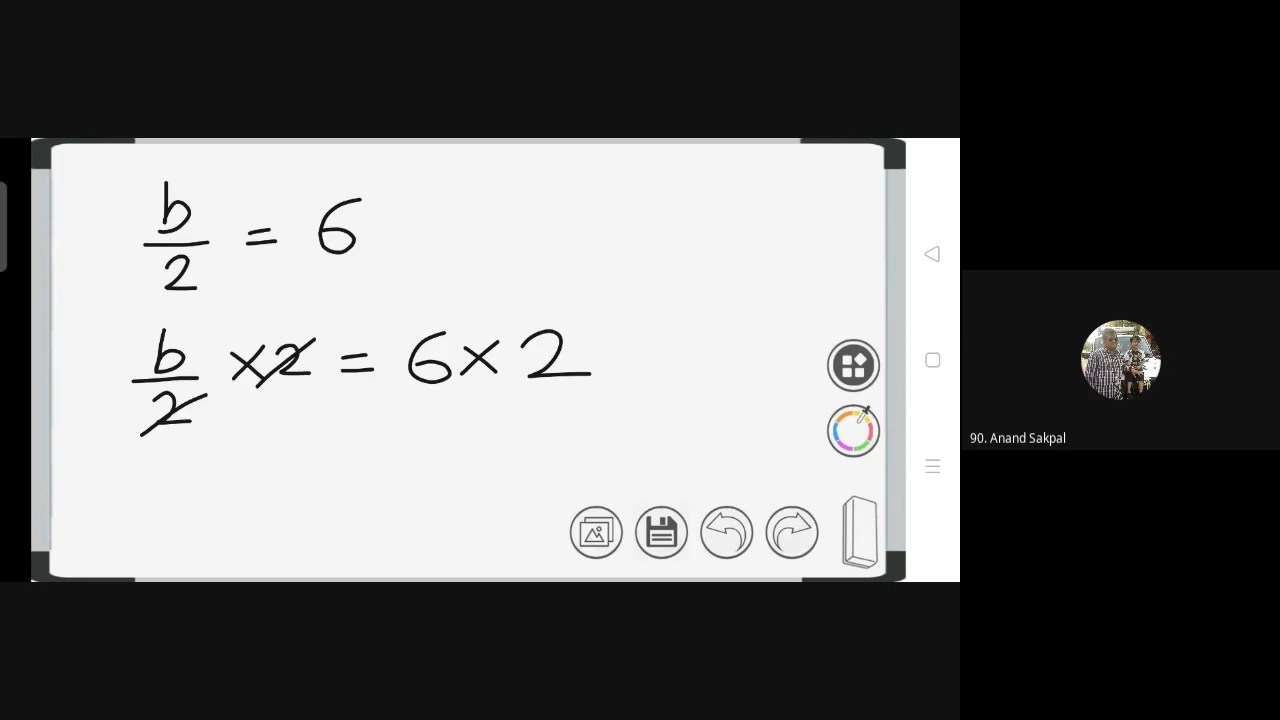 b/2 = 6
b/2 ×2 = 6×2
90. Anand Sakpal